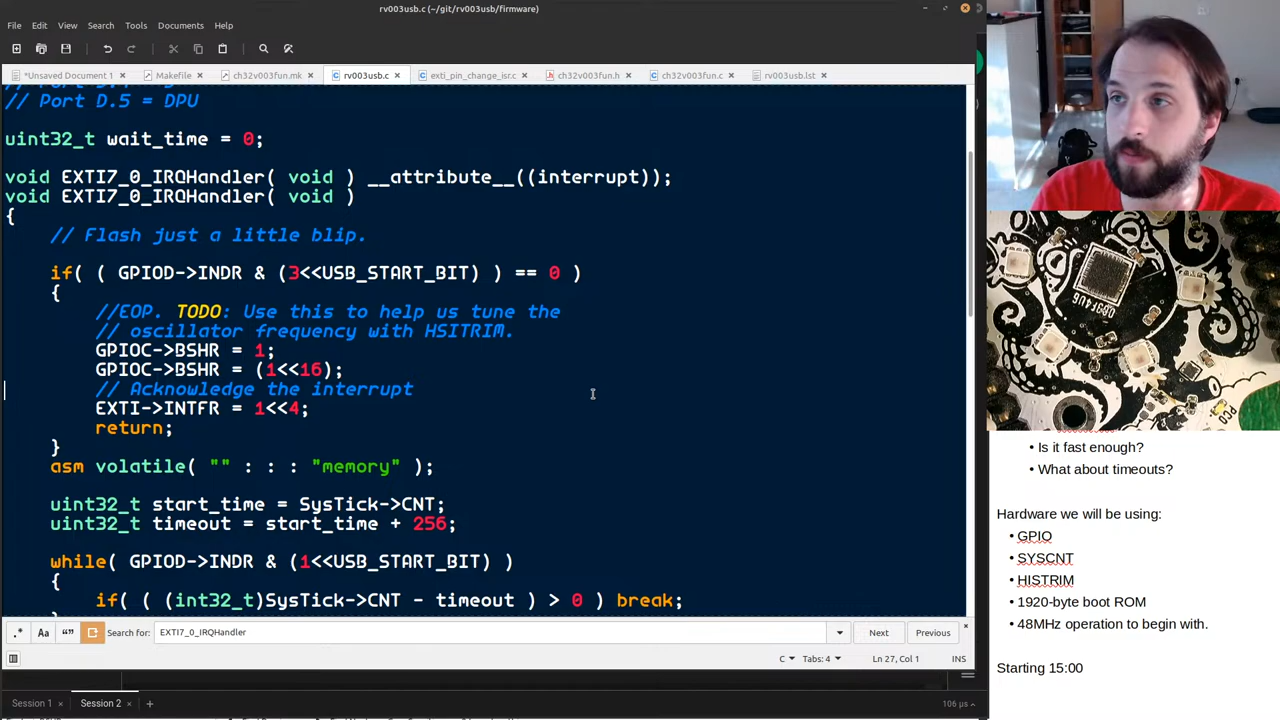 rv003usb.c (~/git/rv003usb/firmware)
File Edit View Search Tools Documents Help
*Unsaved Document 1 Makefile ch32v003fun.mk rv003usb.c exti_pin_change_isr.c ch32v003fun.h ch32v003fun.c rv003usb.lst
// Port D.5 = DPU
uint32_t wait_time = 0;
void EXTI7_0_IRQHandler( void ) __attribute__((interrupt));
void EXTI7_0_IRQHandler( void )
{
// Flash just a little blip.
if( ( GPIOD->INDR & (3<<USB_START_BIT) ) == 0 )
{
//EOP. TODO: Use this to help us tune the
// oscillator frequency with HSITRIM.
GPIOC->BSHR = 1;
GPIOC->BSHR = (1<<16);
// Acknowledge the interrupt
EXTI->INTFR = 1<<4;
return;
}
asm volatile( "" : : : "memory" );
uint32_t start_time = SysTick->CNT;
uint32_t timeout = start_time + 256;
while( GPIOD->INDR & (1<<USB_START_BIT) )
{
if( ( (int32_t)SysTick->CNT - timeout ) > 0 ) break;
.* Aa “” Search for: EXTI7_0_IRQHandler Next Previous
C Tabs: 4 Ln 27, Col 1 INS
Session 1 Session 2 +
106 µs
• Is it fast enough?
• What about timeouts?
Hardware we will be using:
• GPIO
• SYSCNT
• HISTRIM
• 1920-byte boot ROM
• 48MHz operation to begin with.
Starting 15:00